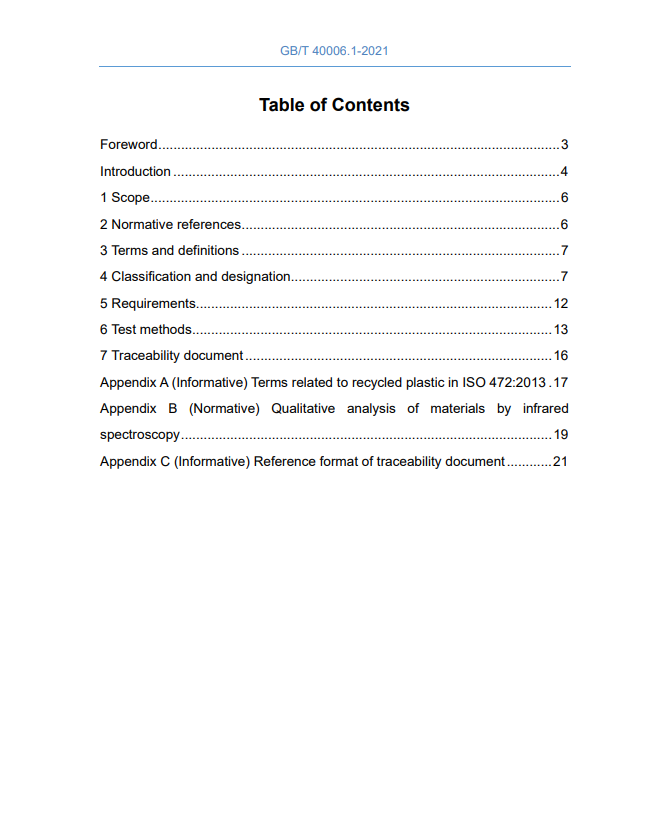 GB/T 40006.1-2021
Table of Contents
Foreword.............................................................................................................3
Introduction .......................................................................................................4
1 Scope...............................................................................................................6
2 Normative references......................................................................................6
3 Terms and definitions ......................................................................................7
4 Classification and designation.........................................................................7
5 Requirements................................................................................................12
6 Test methods.................................................................................................13
7 Traceability document ...................................................................................16
Appendix A (Informative) Terms related to recycled plastic in ISO 472:2013 .17
Appendix B (Normative) Qualitative analysis of materials by infrared
spectroscopy....................................................................................................19
Appendix C (Informative) Reference format of traceability document ............21